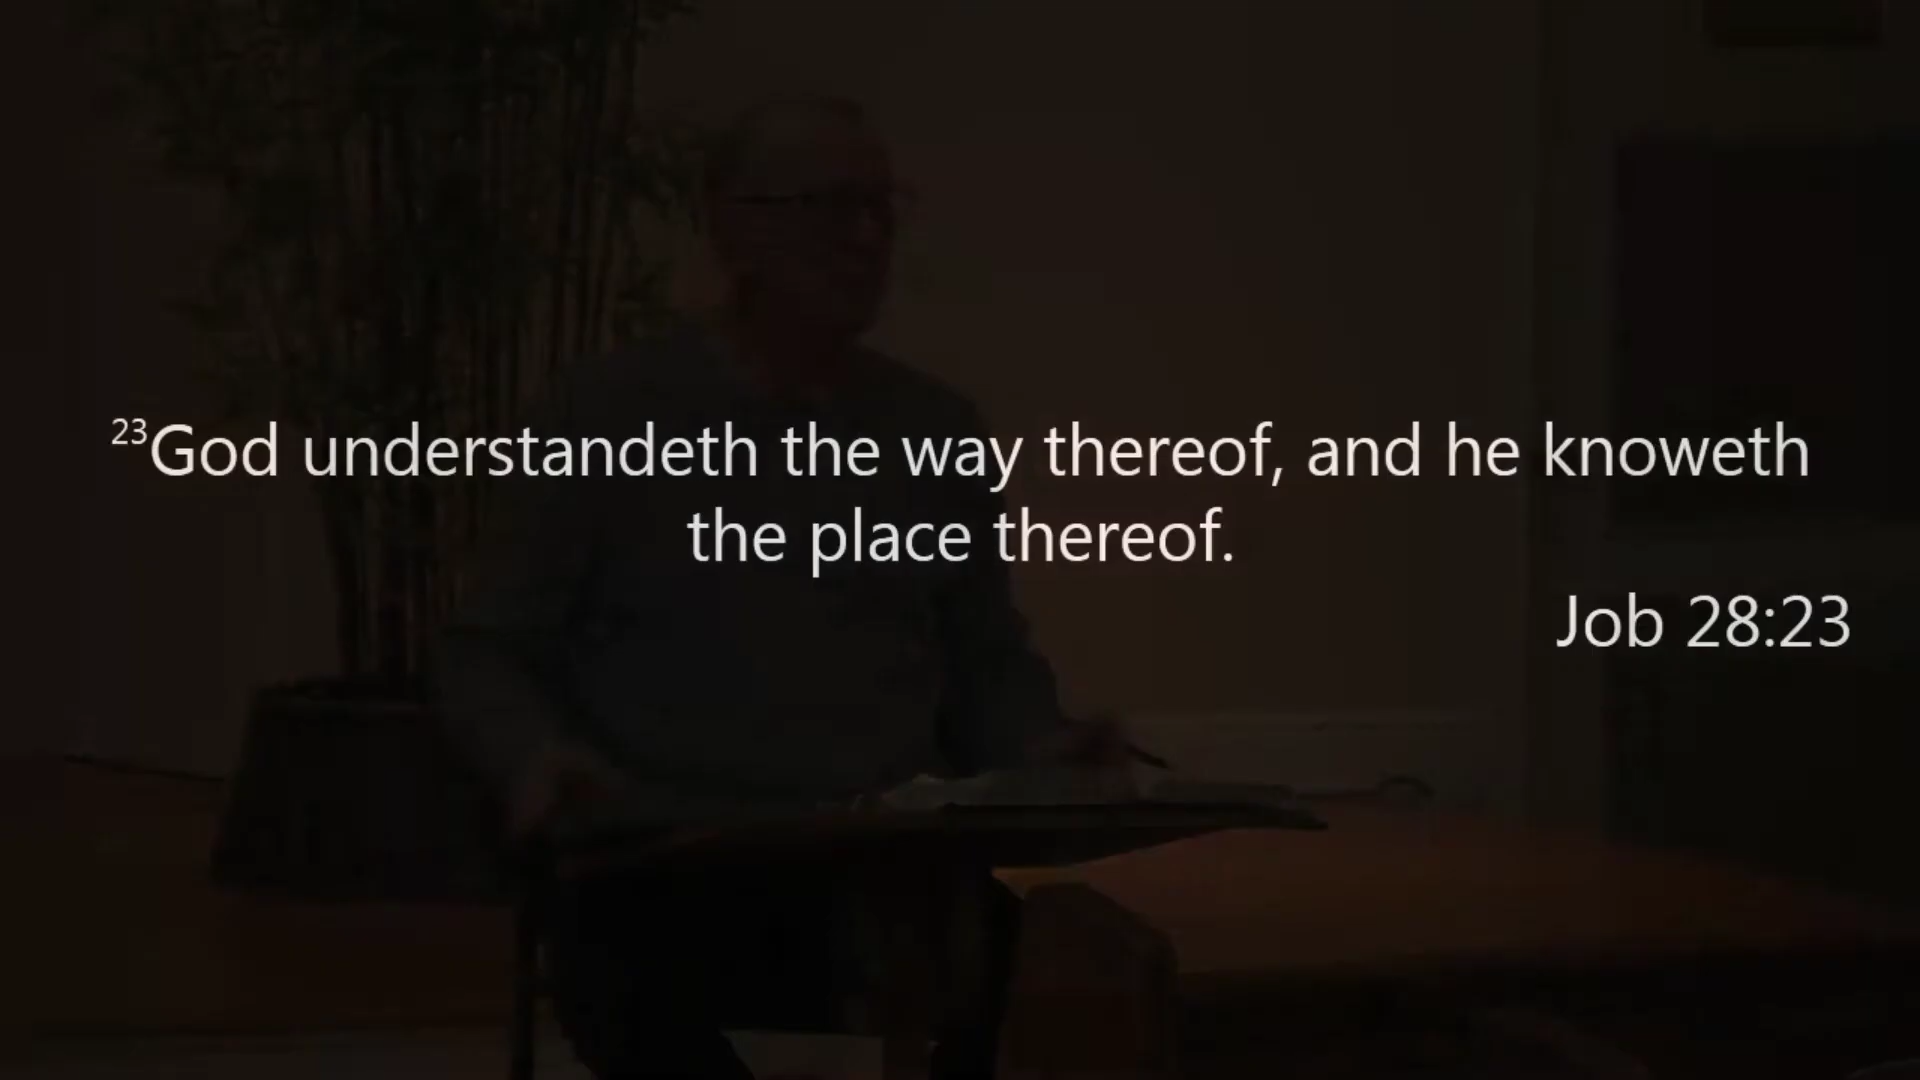 23God understandeth the way thereof, and he knoweth
the place thereof.
Job 28:23